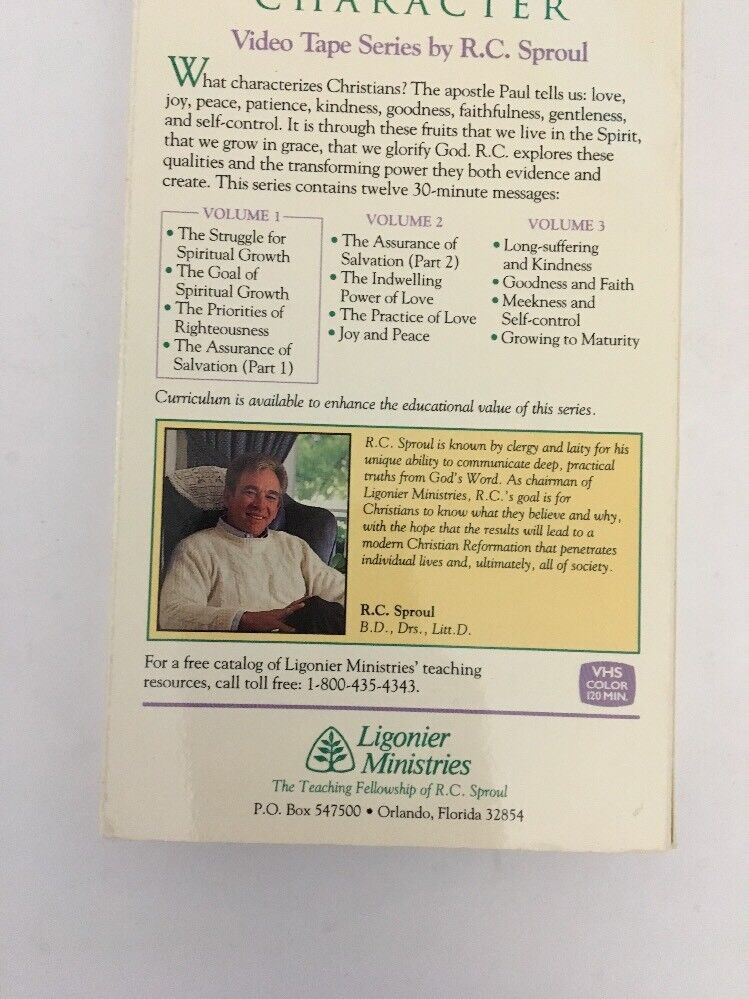 CHARACTER
Video Tape Series by R.C. Sproul
What characterizes Christians? The apostle Paul tells us: love,
joy, peace, patience, kindness, goodness, faithfulness, gentleness,
and self-control. It is through these fruits that we live in the Spirit,
that we grow in grace, that we glorify God. R.C. explores these
qualities and the transforming power they both evidence and
create. This series contains twelve 30-minute messages:
VOLUME 1
• The Struggle for
Spiritual Growth
• The Goal of
Spiritual Growth
• The Priorities of
Righteousness
• The Assurance of
Salvation (Part 1)
VOLUME 2
• The Assurance of
Salvation (Part 2)
• The Indwelling
Power of Love
• The Practice of Love
• Joy and Peace
VOLUME 3
• Long-suffering
and Kindness
• Goodness and Faith
• Meekness and
Self-control
• Growing to Maturity
Curriculum is available to enhance the educational value of this series.
R.C. Sproul is known by clergy and laity for his
unique ability to communicate deep, practical
truths from God's Word. As chairman of
Ligonier Ministries, R.C.'s goal is for
Christians to know what they believe and why,
with the hope that the results will lead to a
modern Christian Reformation that penetrates
individual lives and, ultimately, all of society.
R.C. Sproul
B.D., Drs., Litt.D.
For a free catalog of Ligonier Ministries' teaching
resources, call toll free: 1-800-435-4343.
VHS
COLOR
120 MIN.
Ligonier
Ministries
The Teaching Fellowship of R.C. Sproul
P.O. Box 547500 • Orlando, Florida 32854